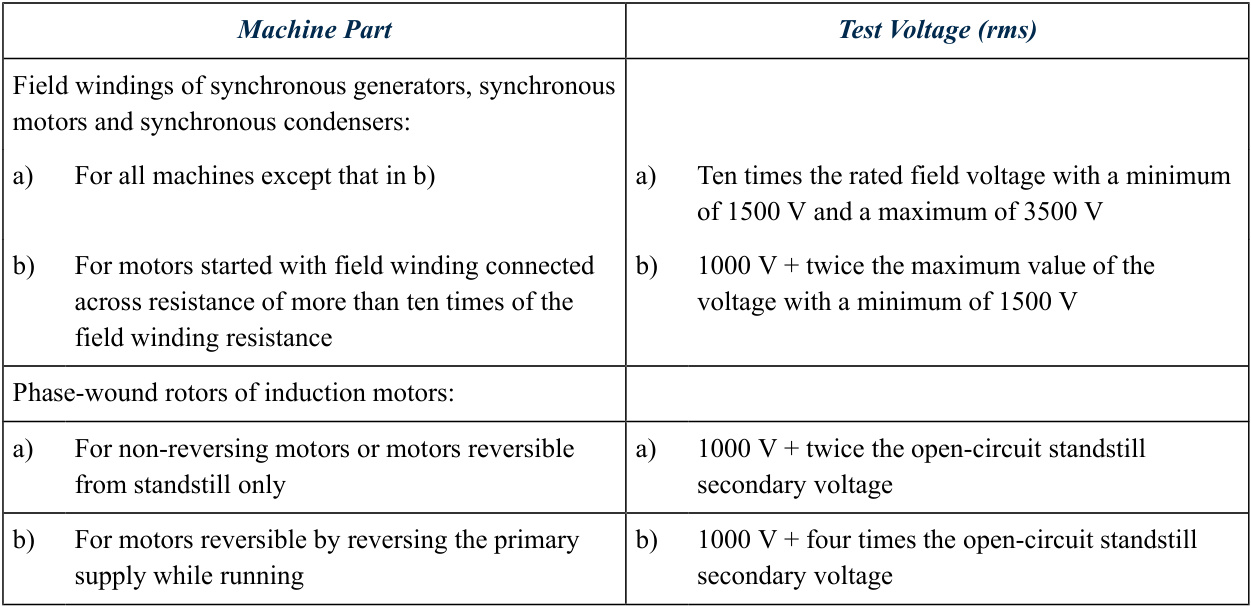 Machine Part
Test Voltage (rms)
Field windings of synchronous generators, synchronous
motors and synchronous condensers:
a) For all machines except that in b)
a) Ten times the rated field voltage with a minimum
of 1500 V and a maximum of 3500 V
b) For motors started with field winding connected
across resistance of more than ten times of the
field winding resistance
b) 1000 V + twice the maximum value of the
voltage with a minimum of 1500 V
Phase-wound rotors of induction motors:
a) For non-reversing motors or motors reversible
from standstill only
a) 1000 V + twice the open-circuit standstill
secondary voltage
b) For motors reversible by reversing the primary
supply while running
b) 1000 V + four times the open-circuit standstill
secondary voltage